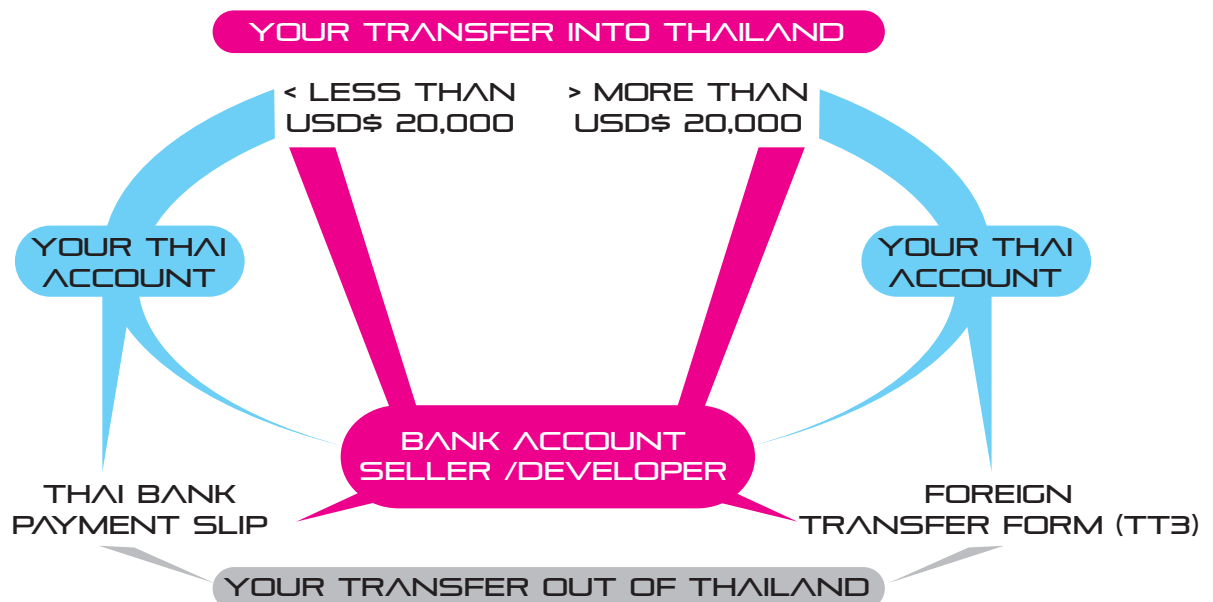 YOUR TRANSFER INTO THAILAND
< LESS THAN
USD$ 20,000
> MORE THAN
USD$ 20,000
YOUR THAI
ACCOUNT
YOUR THAI
ACCOUNT
BANK ACCOUNT
SELLER /DEVELOPER
THAI BANK
PAYMENT SLIP
FOREIGN
TRANSFER FORM (TT3)
YOUR TRANSFER OUT OF THAILAND